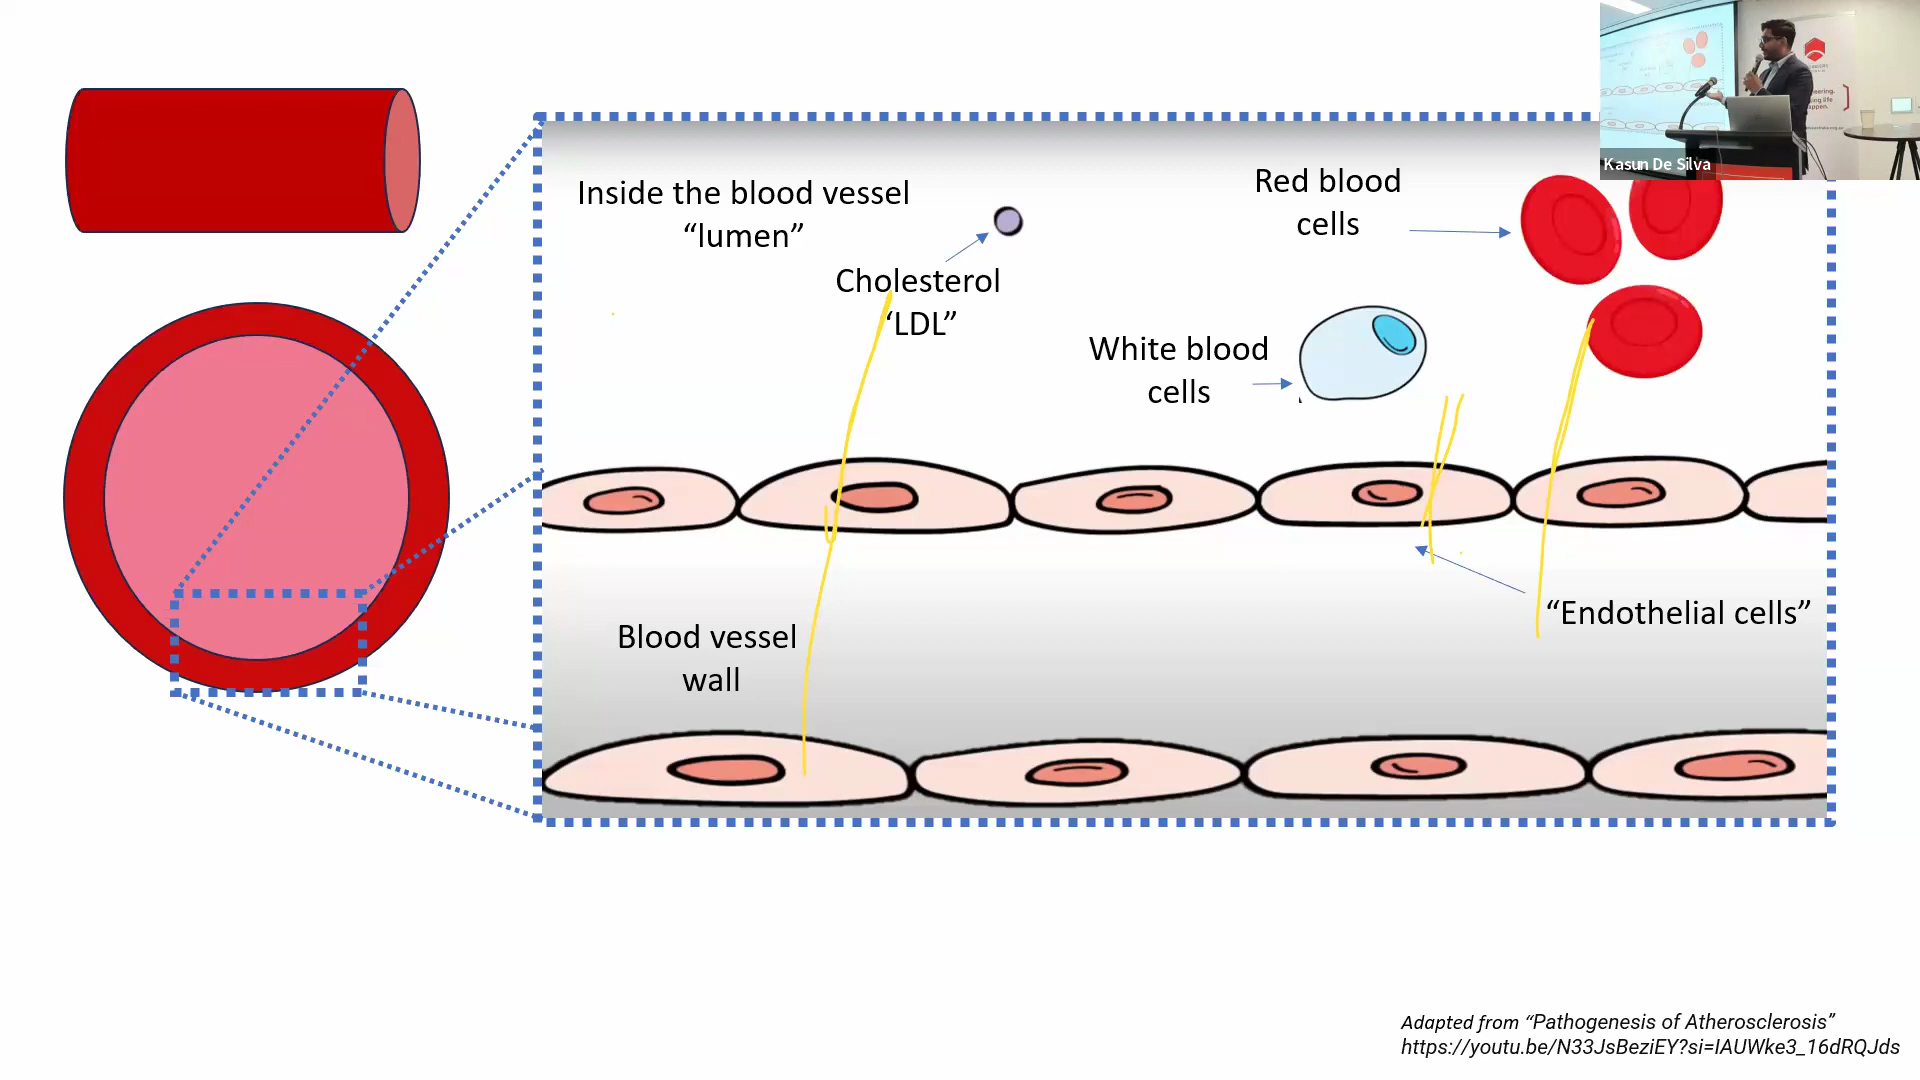 Inside the blood vessel
“lumen”
Cholesterol
‘LDL”
Red blood
cells
White blood
cells
“Endothelial cells”
Blood vessel
wall
Kasun De Silva
Adapted from “Pathogenesis of Atherosclerosis”
https://youtu.be/N33JsBeziEY?si=IAUWke3_16dRQJds